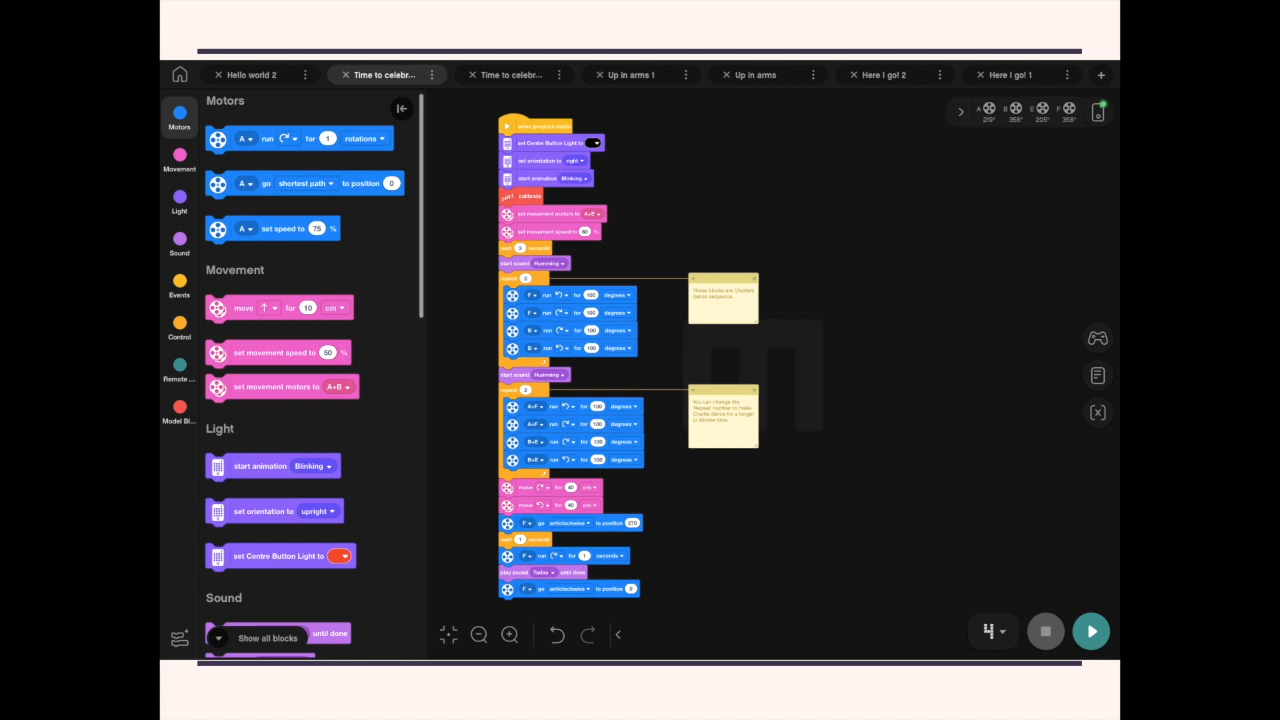 Hello world 2
Time to celebr...
Time to celebr...
Up in arms 1
Up in arms
Here I go! 2
Here I go! 1
Motors
Movement
Light
Sound
Events
Control
Remote ...
Model Bl...
Motors
A run for 1 rotations
A go shortest path to position 0
A set speed to 75 %
Movement
move for 10 cm
set movement speed to 50 %
set movement motors to A+B
Light
start animation Blinking
set orientation to upright
set Centre Button Light to
Sound
until done
Show all blocks
when program starts
set Centre Button Light to
set orientation to right
start animation Blinking
calibrate
set movement motors to A+E
set movement speed to 80 %
wait 3 seconds
start sound Humming
repeat 2
F run for 100 degrees
F run for 100 degrees
B run for 100 degrees
B run for 100 degrees
start sound Humming
repeat 2
A+F run for 100 degrees
A+F run for 100 degrees
B+E run for 100 degrees
B+E run for 100 degrees
move for 40 cm
move for 40 cm
F go anticlockwise to position 270
wait 1 seconds
F run for 1 seconds
play sound Tadaa until done
F go anticlockwise to position 0
These blocks are Charlie's
dance sequence.
You can change the
'Repeat' number to make
Charlie dance for a longer
or shorter time.
A B E F
219° 358° 205° 358°
4